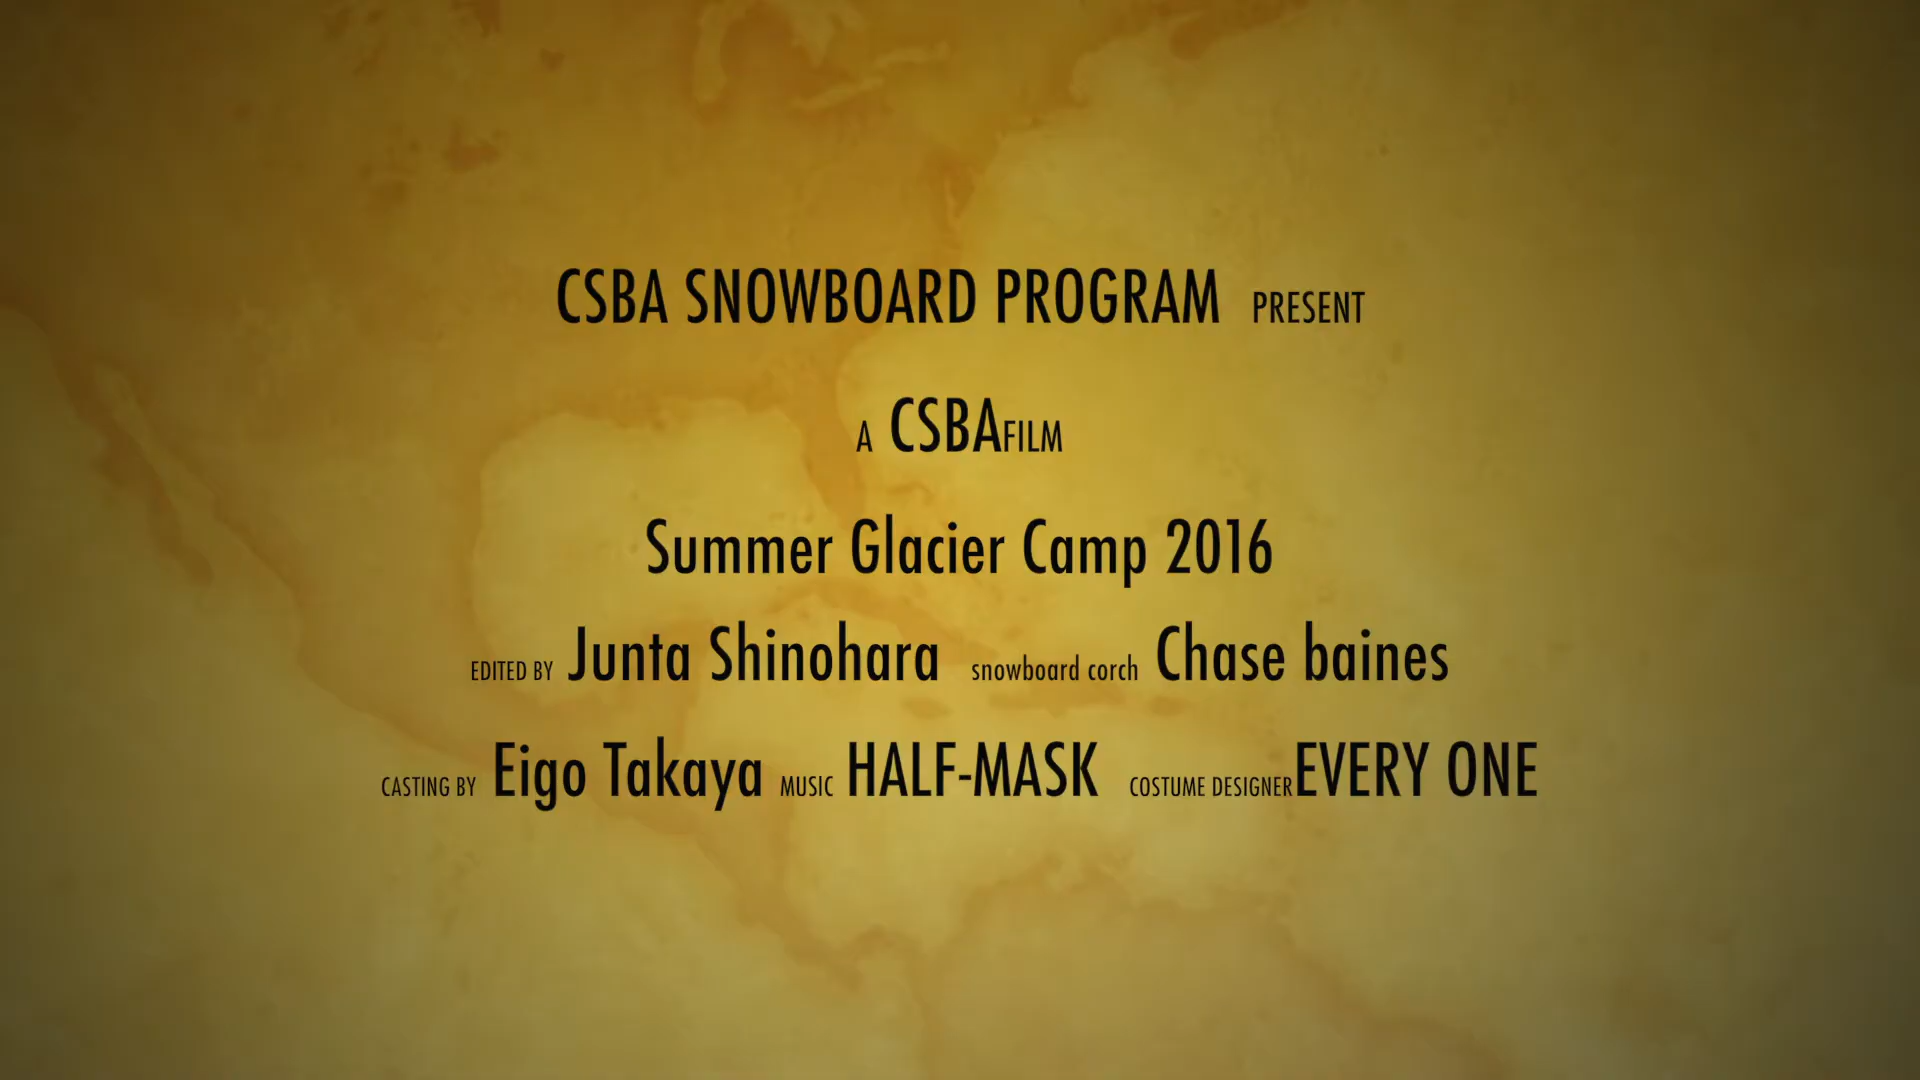 CSBA SNOWBOARD PROGRAM PRESENT
A CSBAFILM
Summer Glacier Camp 2016
EDITED BY Junta Shinohara snowboard corch Chase baines
CASTING BY Eigo Takaya MUSIC HALF-MASK COSTUME DESIGNEREVERY ONE